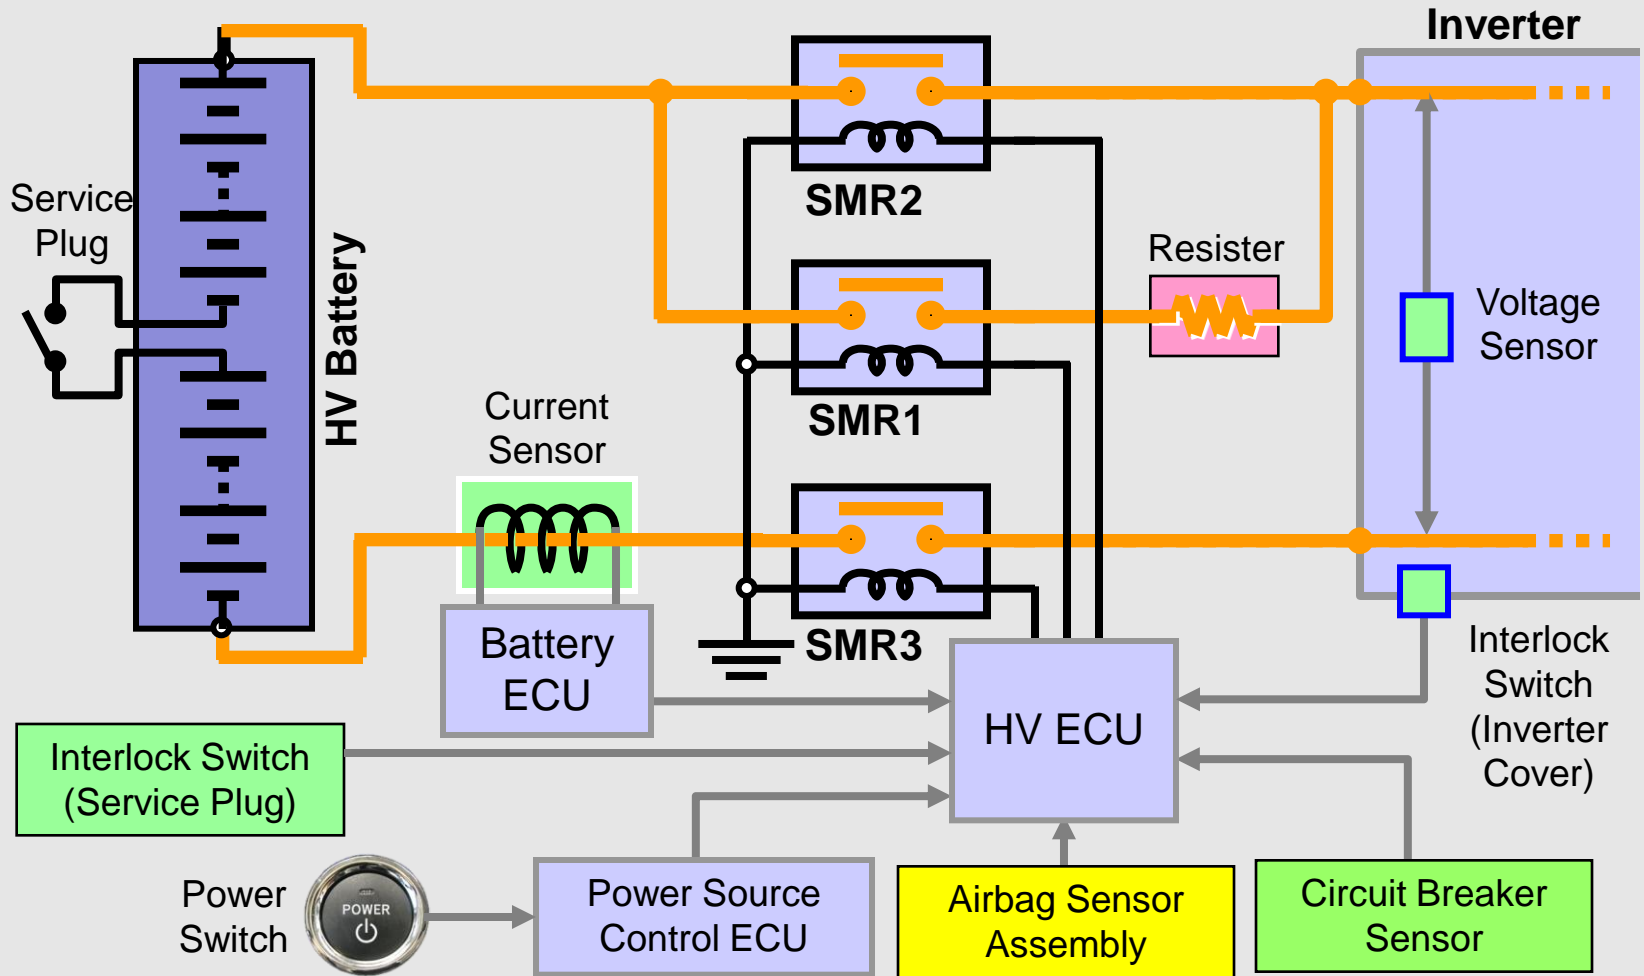 Inverter
Service
Plug
HV Battery
SMR2
Resister
Voltage
Sensor
Current
Sensor
SMR1
SMR3
Battery
ECU
HV ECU
Interlock
Switch
(Inverter
Cover)
Interlock Switch
(Service Plug)
Power
Switch
POWER
Power Source
Control ECU
Airbag Sensor
Assembly
Circuit Breaker
Sensor